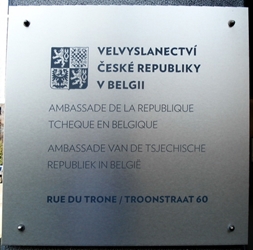 VELVYSLANECTVÍ
ČESKÉ REPUBLIKY
V BELGII
AMBASSADE DE LA REPUBLIQUE
TCHEQUE EN BELGIQUE
AMBASSADE VAN DE TSJECHISCHE
REPUBLIEK IN BELGIË
RUE DU TRONE / TROONSTRAAT 60